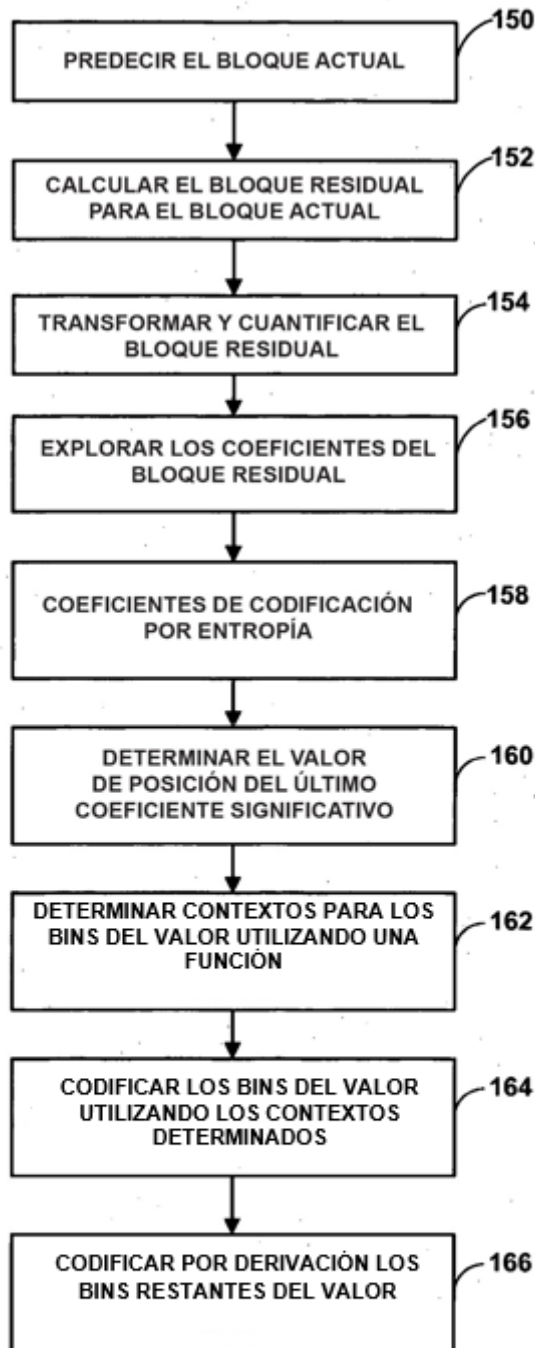 150
PREDECIR EL BLOQUE ACTUAL
152
CALCULAR EL BLOQUE RESIDUAL
PARA EL BLOQUE ACTUAL
154
TRANSFORMAR Y CUANTIFICAR EL
BLOQUE RESIDUAL
156
EXPLORAR LOS COEFICIENTES DEL
BLOQUE RESIDUAL
158
COEFICIENTES DE CODIFICACIÓN
POR ENTROPÍA
160
DETERMINAR EL VALOR
DE POSICIÓN DEL ÚLTIMO
COEFICIENTE SIGNIFICATIVO
162
DETERMINAR CONTEXTOS PARA LOS
BINS DEL VALOR UTILIZANDO UNA
FUNCIÓN
164
CODIFICAR LOS BINS DEL VALOR
UTILIZANDO LOS CONTEXTOS
DETERMINADOS
166
CODIFICAR POR DERIVACIÓN LOS
BINS RESTANTES DEL VALOR